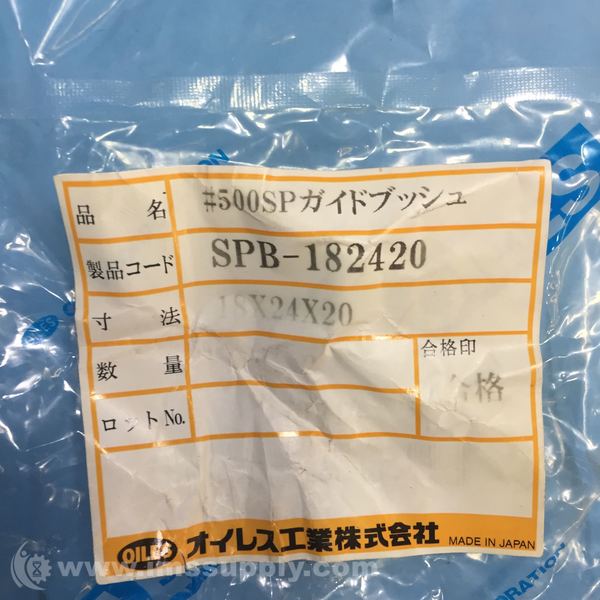 品名 #500SPガイドブッシュ
製品コード SPB-182420
寸法 18X24X20
数量
合格印
合格
ロットNo.
OILES オイレス工業株式会社 MADE IN JAPAN
www.imssupply.com